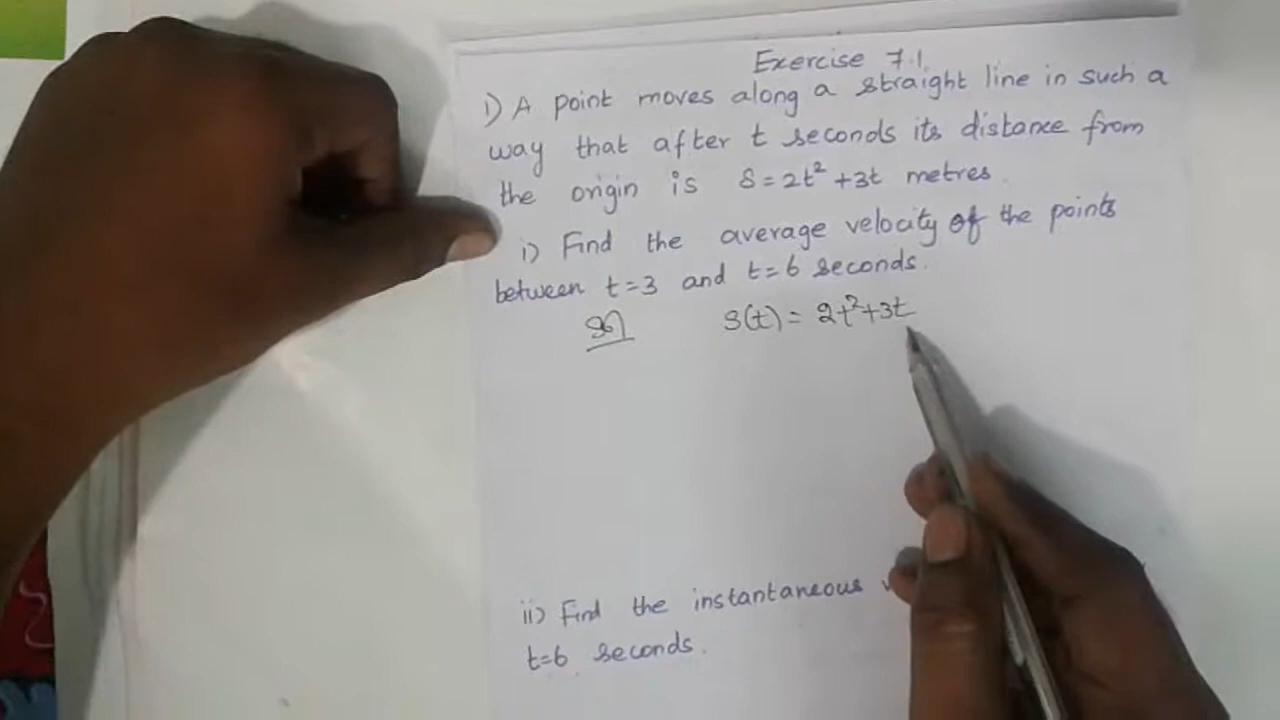 Exercise 7.1
1) A point moves along a straight line in such a
way that after t seconds its distance from
the origin is S = 2t² + 3t metres.
i) Find the average velocity of the points
between t=3 and t=6 seconds.
Sol S(t) = 2t²+3t
ii) Find the instantaneous
t=6 seconds.